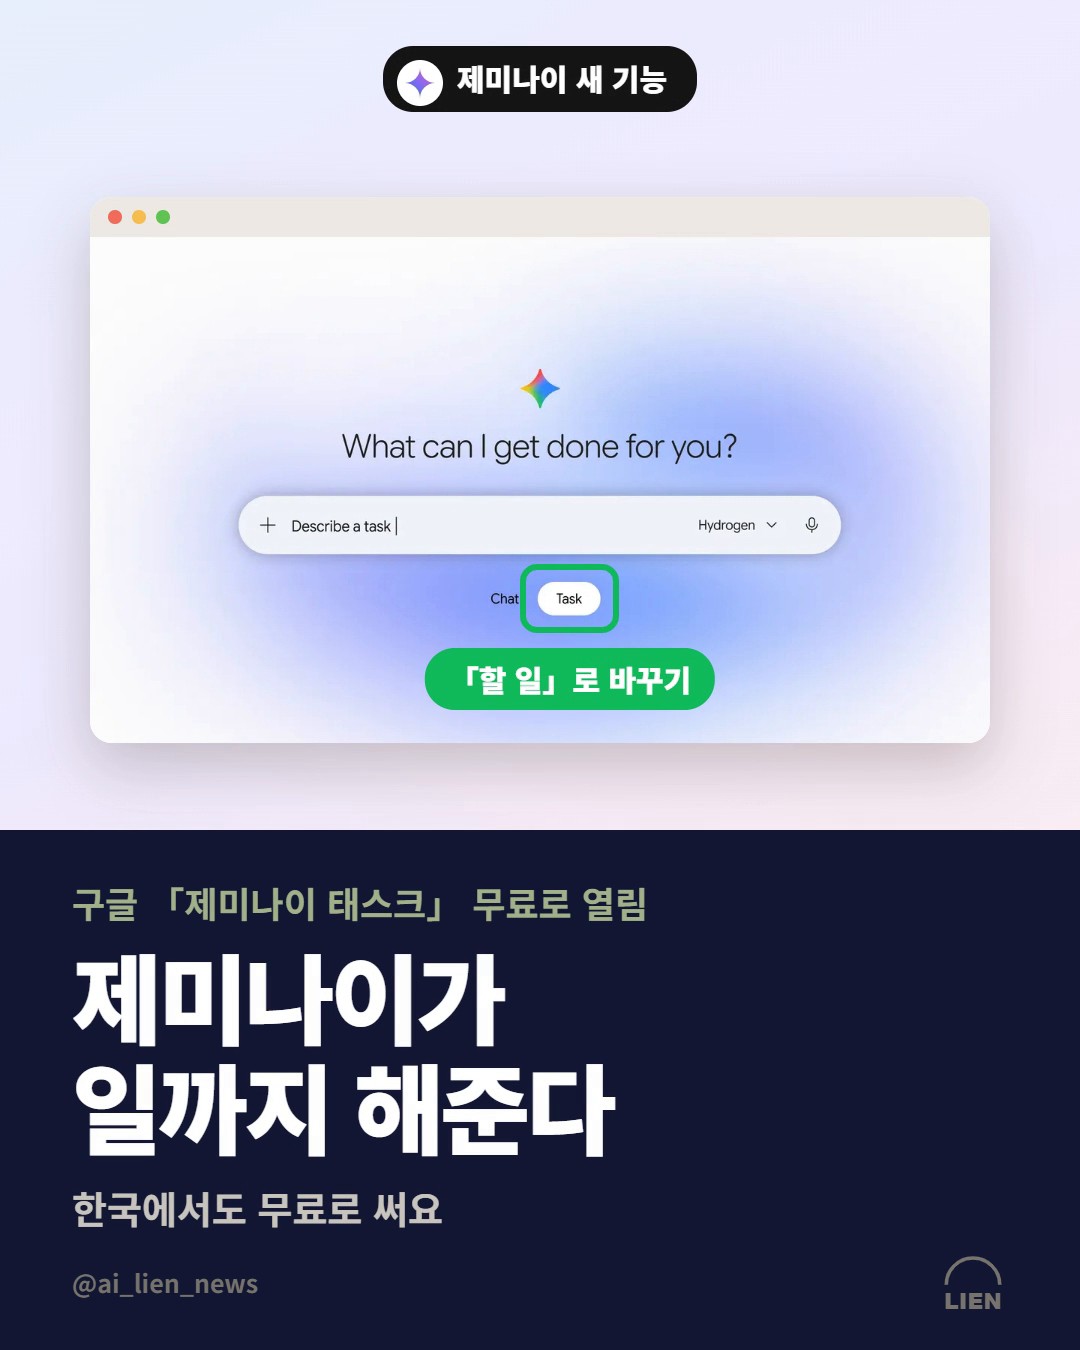 제미나이 새 기능
What can I get done for you?
Describe a task
Hydrogen
Chat
Task
「할 일」로 바꾸기
구글 「제미나이 태스크」 무료로 열림
제미나이가
일까지 해준다
한국에서도 무료로 써요
@ai_lien_news
LIEN